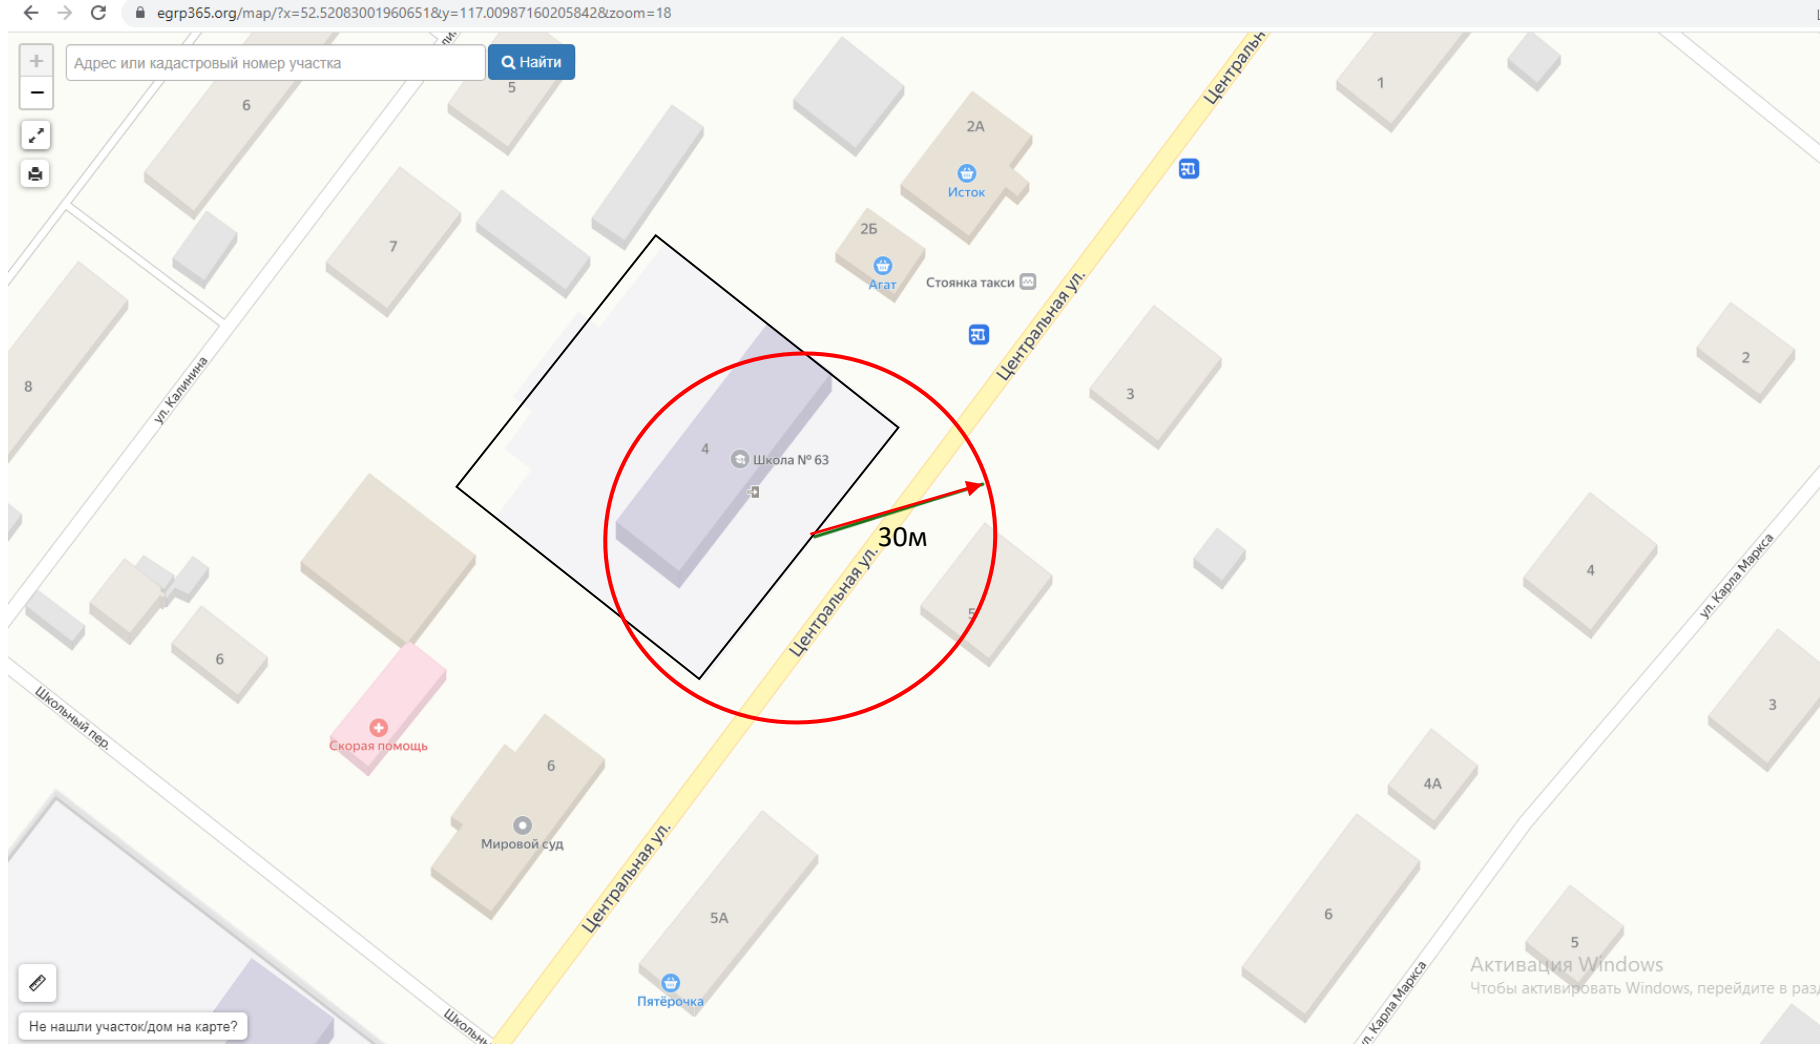 egrp365.org/map/?x=52.52083001960651&y=117.00987160205842&zoom=18
+
Адрес или кадастровый номер участка
Найти
−
5
6
1
2А
Исток
7
2Б
Агат
Стоянка такси
Центральная ул.
2
8
ул. Калинина
3
4
Школа № 63
30м
4
ул. Карла Маркса
5
Центральная ул.
6
Школьный пер.
Скорая помощь
3
6
4А
Мировой суд
Центральная ул.
5А
6
5
Пятёрочка
Активация Windows
Чтобы активировать Windows, перейдите в разд
Не нашли участок/дом на карте?